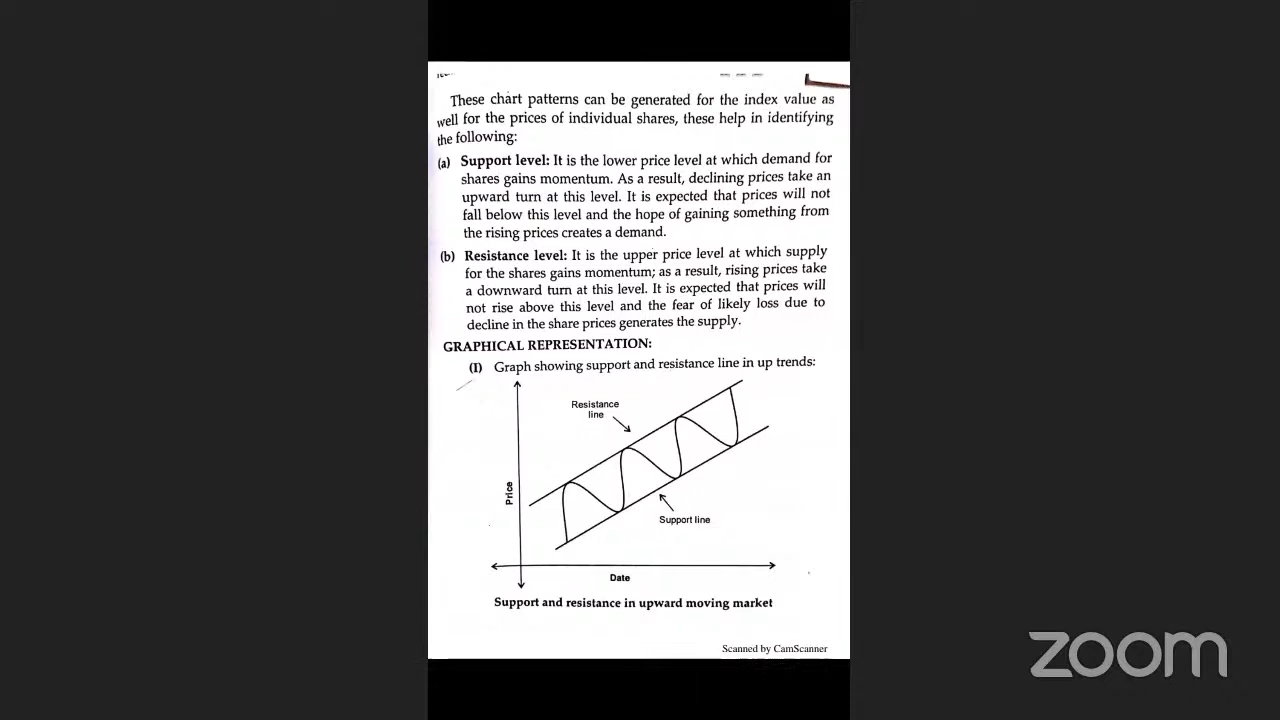 These chart patterns can be generated for the index value as
well for the prices of individual shares, these help in identifying
the following:
(a) Support level: It is the lower price level at which demand for
shares gains momentum. As a result, declining prices take an
upward turn at this level. It is expected that prices will not
fall below this level and the hope of gaining something from
the rising prices creates a demand.
(b) Resistance level: It is the upper price level at which supply
for the shares gains momentum; as a result, rising prices take
a downward turn at this level. It is expected that prices will
not rise above this level and the fear of likely loss due to
decline in the share prices generates the supply.
GRAPHICAL REPRESENTATION:
(I) Graph showing support and resistance line in up trends:
Resistance
line
Price
Support line
Date
Support and resistance in upward moving market
Scanned by CamScanner
zoom